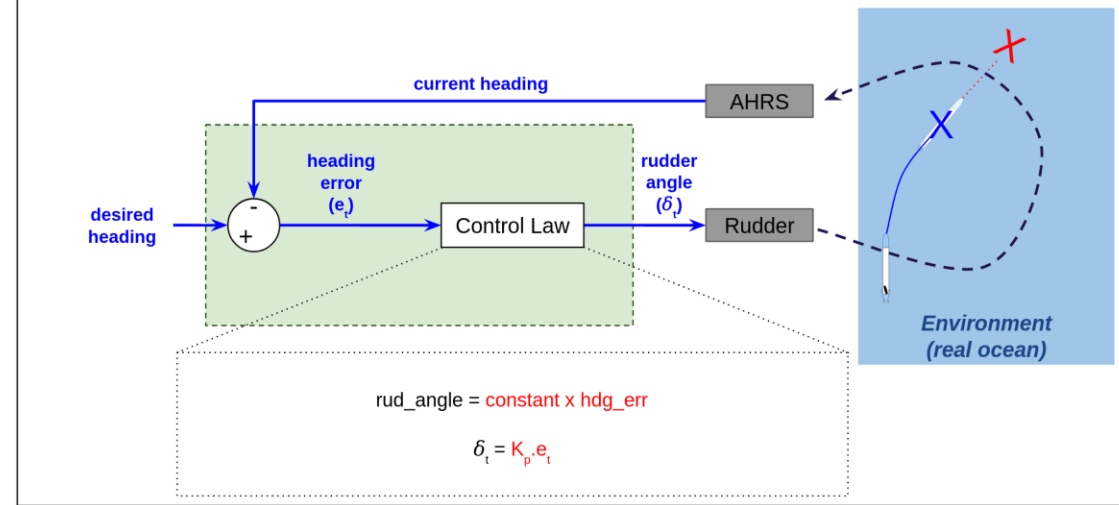 current heading
AHRS
heading
error
(eₜ)
rudder
angle
(δₜ)
desired
heading
-
+
Control Law
Rudder
X
X
Environment
(real ocean)
rud_angle = constant x hdg_err
δₜ = Kₚ.eₜ